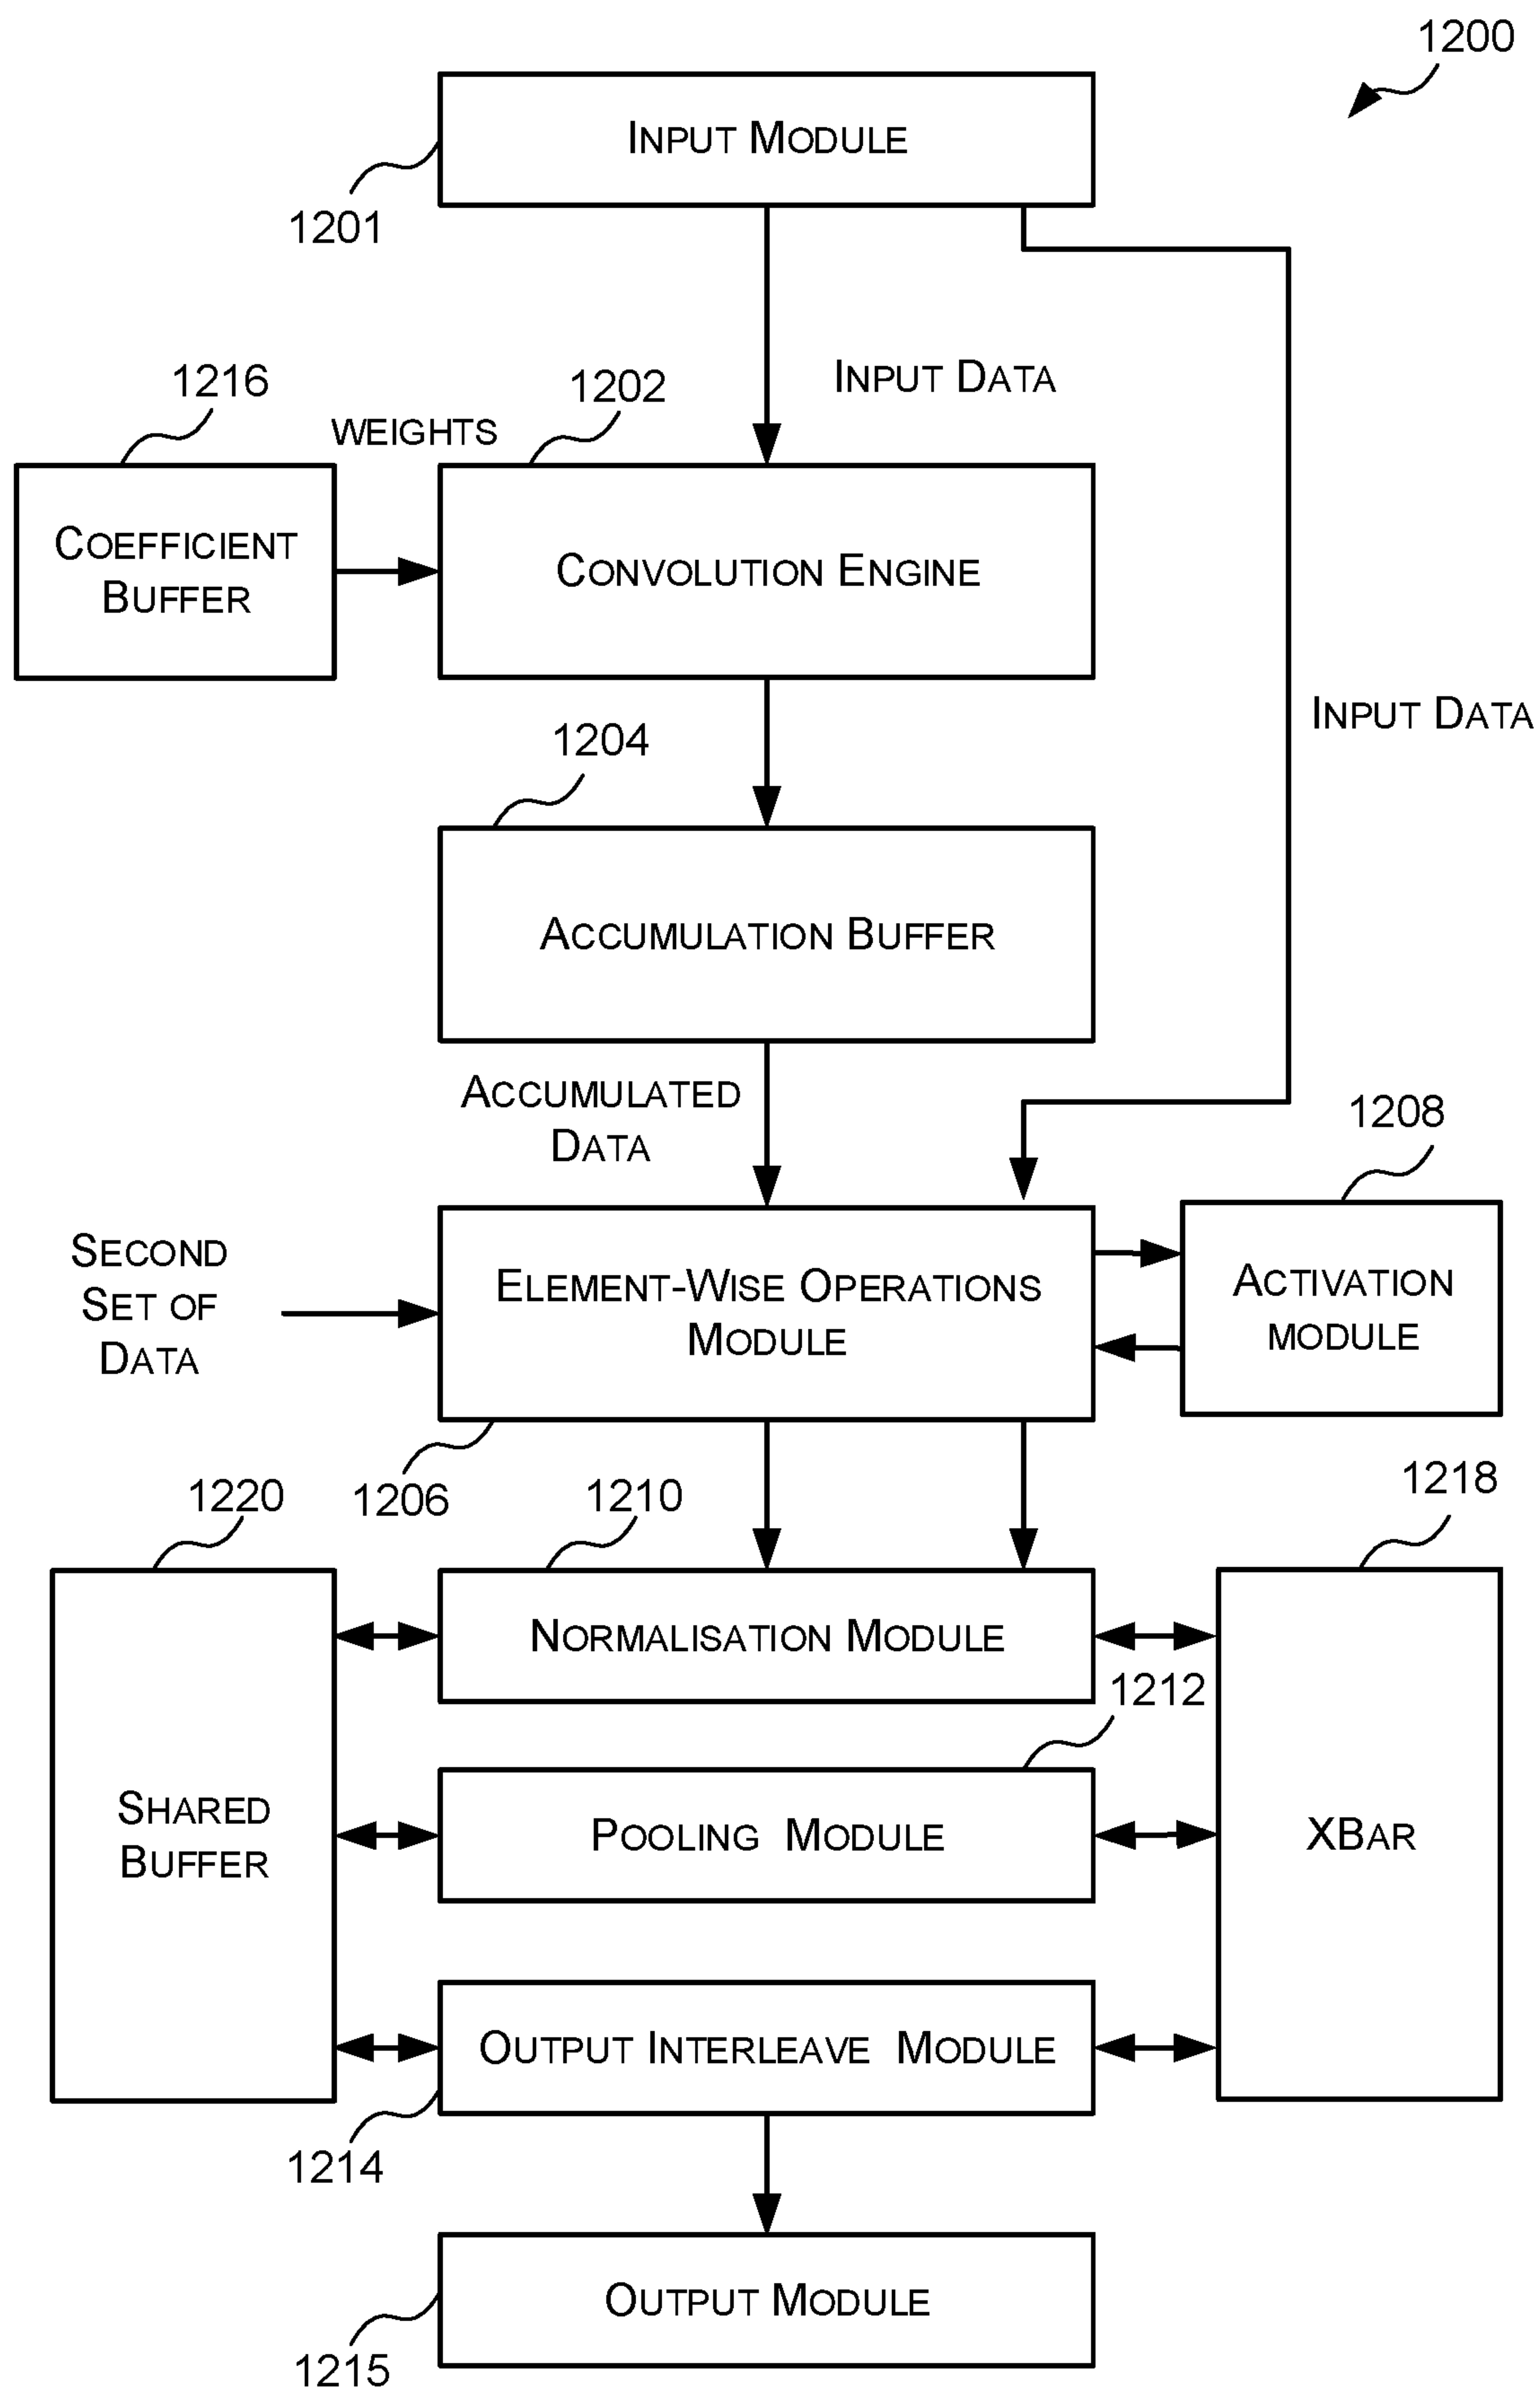 1200
INPUT MODULE
1201
INPUT DATA
1216
WEIGHTS
1202
COEFFICIENT
BUFFER
CONVOLUTION ENGINE
INPUT DATA
1204
ACCUMULATION BUFFER
ACCUMULATED
DATA
1208
SECOND
SET OF
DATA
ELEMENT-WISE OPERATIONS
MODULE
ACTIVATION
MODULE
1206
1220
1210
1218
NORMALISATION MODULE
1212
SHARED
BUFFER
POOLING MODULE
XBAR
OUTPUT INTERLEAVE MODULE
1214
OUTPUT MODULE
1215